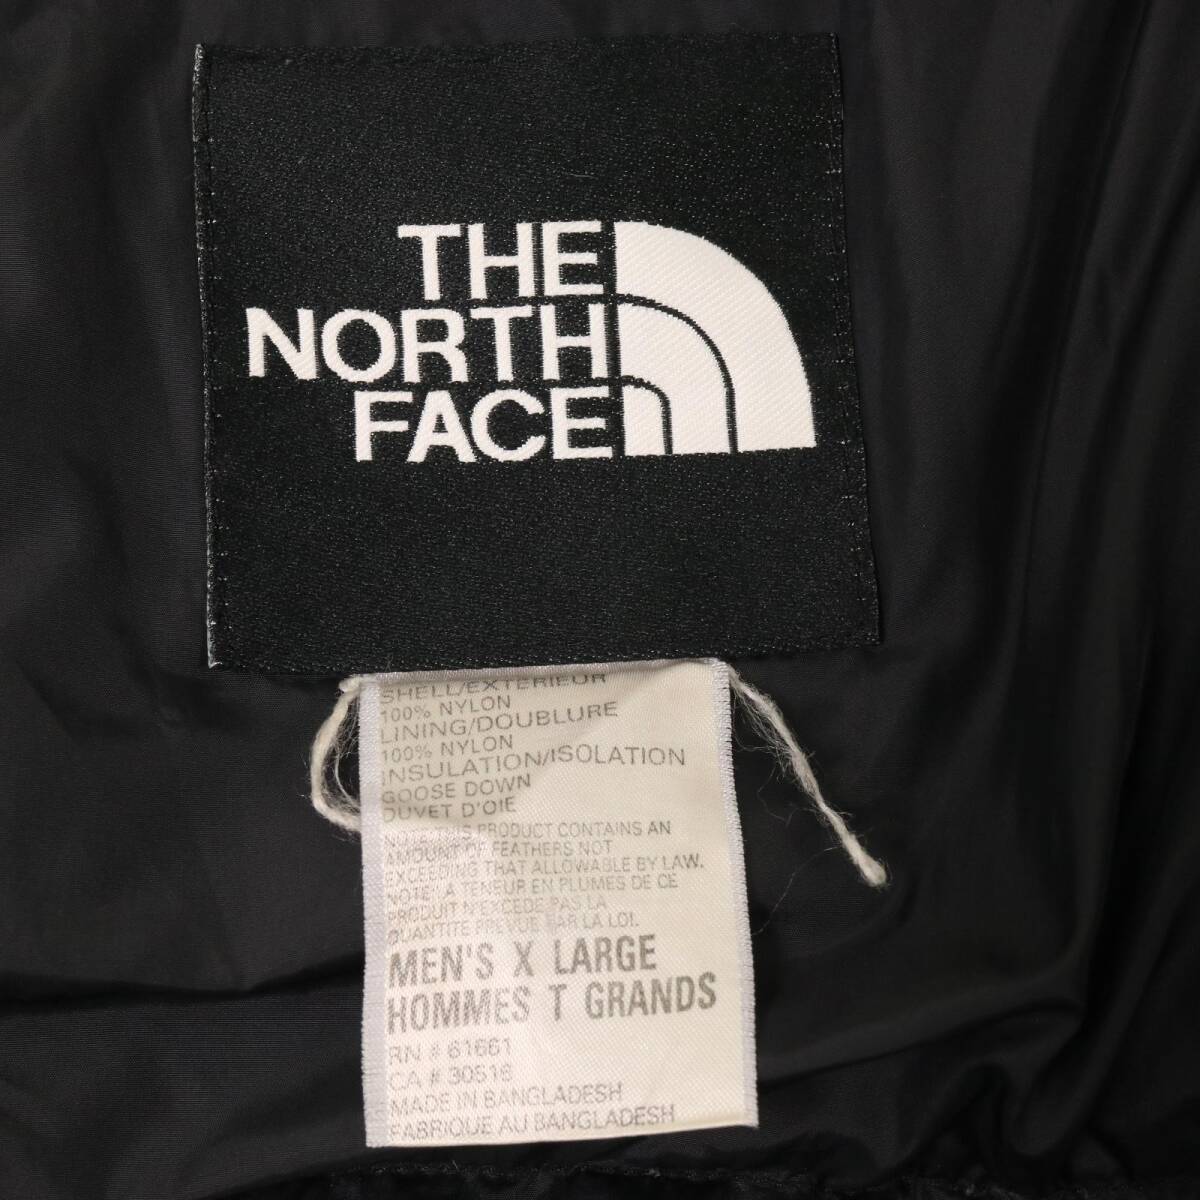 THE
NORTH
FACE
SHELL/EXTERIEUR
100% NYLON
LINING/DOUBLURE
100% NYLON
INSULATION/ISOLATION
GOOSE DOWN
DUVET D'OIE
NOTE:THIS PRODUCT CONTAINS AN
AMOUNT OF FEATHERS NOT
EXCEEDING THAT ALLOWABLE BY LAW.
NOTE:LA TENEUR EN PLUMES DE CE
PRODUIT N'EXCEDE PAS LA
QUANTITE PREVUE PAR LA LOI.
MEN'S X LARGE
HOMMES T GRANDS
RN # 61661
CA # 30516
MADE IN BANGLADESH
FABRIQUE AU BANGLADESH